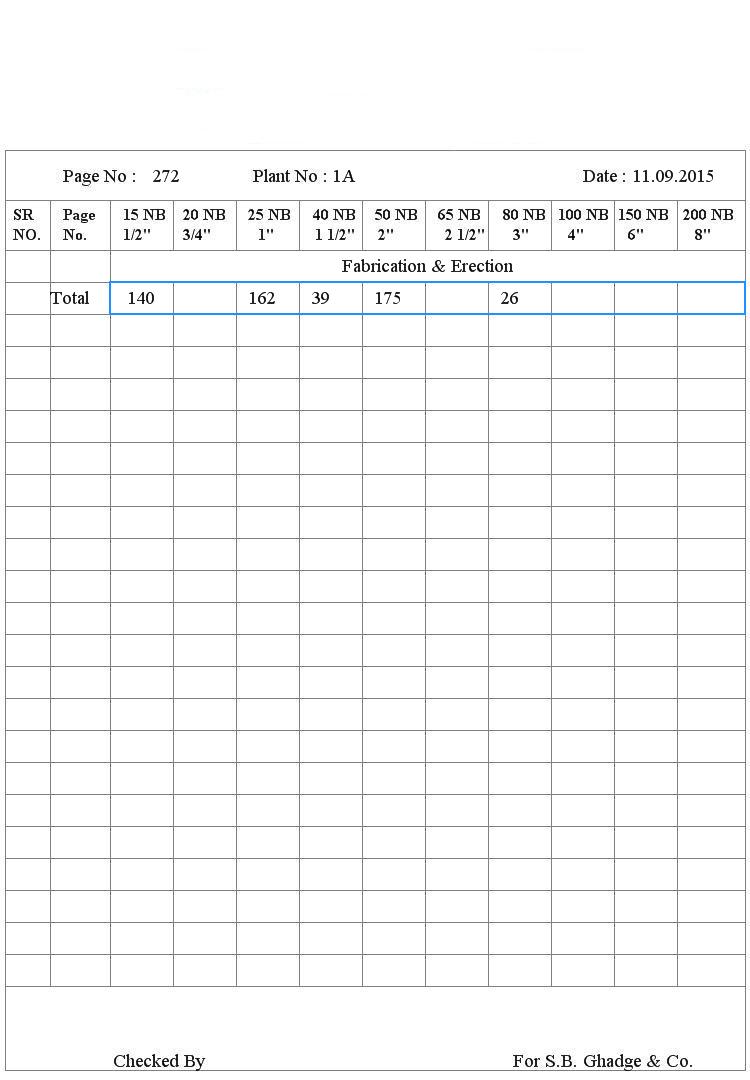 Page No : 272 Plant No : 1A Date : 11.09.2015
SR Page 15 NB 20 NB 25 NB 40 NB 50 NB 65 NB 80 NB 100 NB 150 NB 200 NB
NO. No. 1/2" 3/4" 1" 1 1/2" 2" 2 1/2" 3" 4" 6" 8"
Fabrication & Erection
Total 140 162 39 175 26
Checked By For S.B. Ghadge & Co.